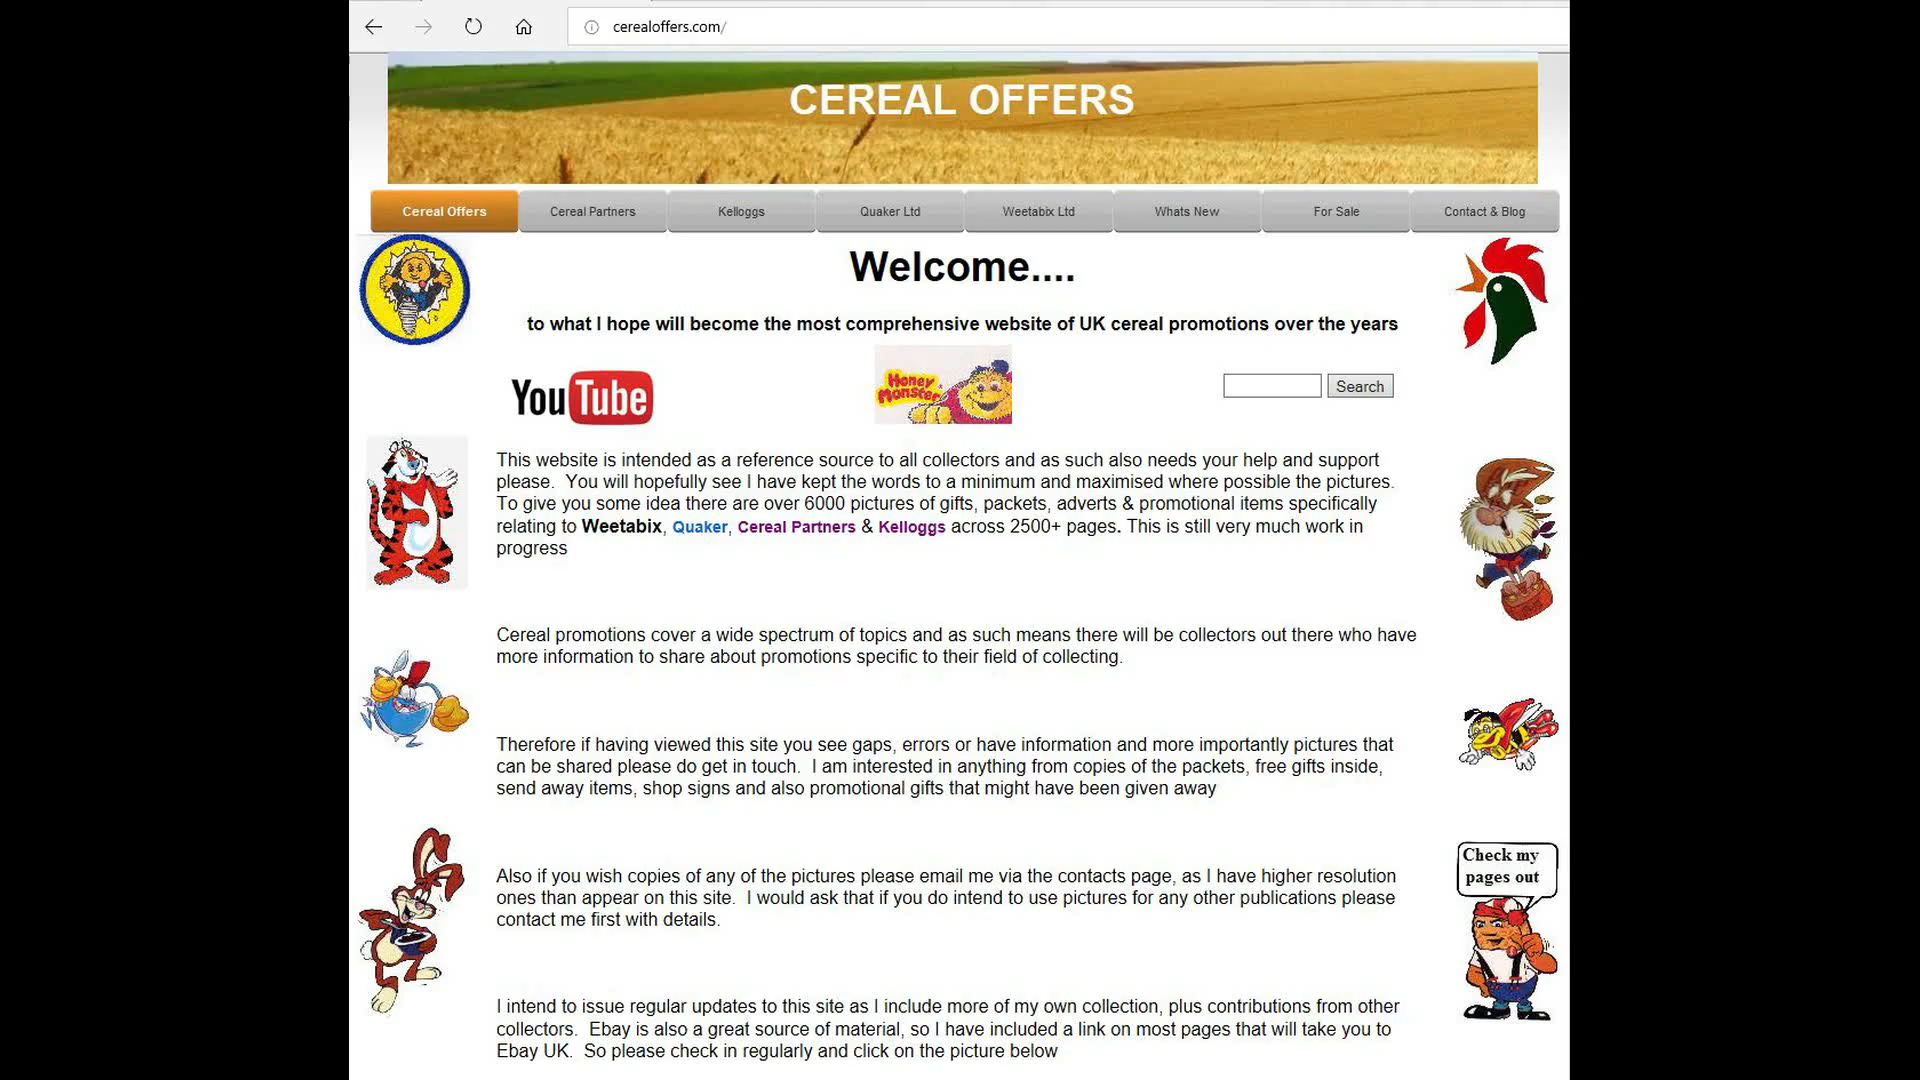 cerealoffers.com/
CEREAL OFFERS
Cereal Offers
Cereal Partners
Kelloggs
Quaker Ltd
Weetabix Ltd
Whats New
For Sale
Contact & Blog
Welcome....
to what I hope will become the most comprehensive website of UK cereal promotions over the years
YouTube
Honey
Monster
Search
This website is intended as a reference source to all collectors and as such also needs your help and support
please.  You will hopefully see I have kept the words to a minimum and maximised where possible the pictures.
To give you some idea there are over 6000 pictures of gifts, packets, adverts & promotional items specifically
relating to Weetabix, Quaker, Cereal Partners & Kelloggs across 2500+ pages. This is still very much work in
progress
Cereal promotions cover a wide spectrum of topics and as such means there will be collectors out there who have
more information to share about promotions specific to their field of collecting.
Therefore if having viewed this site you see gaps, errors or have information and more importantly pictures that
can be shared please do get in touch.  I am interested in anything from copies of the packets, free gifts inside,
send away items, shop signs and also promotional gifts that might have been given away
Check my
pages out
Also if you wish copies of any of the pictures please email me via the contacts page, as I have higher resolution
ones than appear on this site.  I would ask that if you do intend to use pictures for any other publications please
contact me first with details.
I intend to issue regular updates to this site as I include more of my own collection, plus contributions from other
collectors.  Ebay is also a great source of material, so I have included a link on most pages that will take you to
Ebay UK.  So please check in regularly and click on the picture below